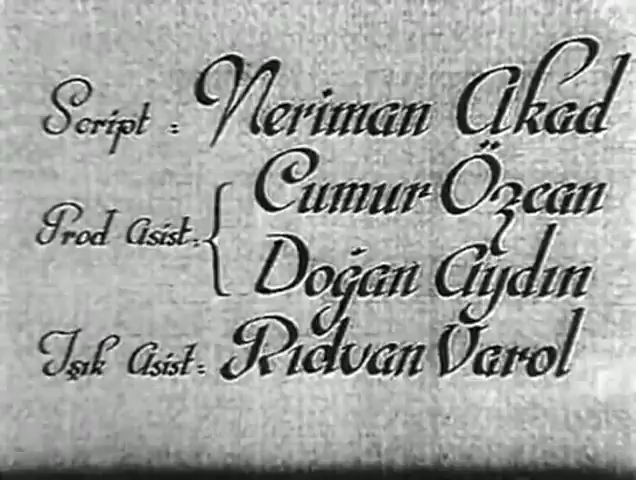 Script : Neriman Akad
Prod Asist : { Cumur Özcan
Doğan Aydın
Işık Asist : Rıdvan Varol